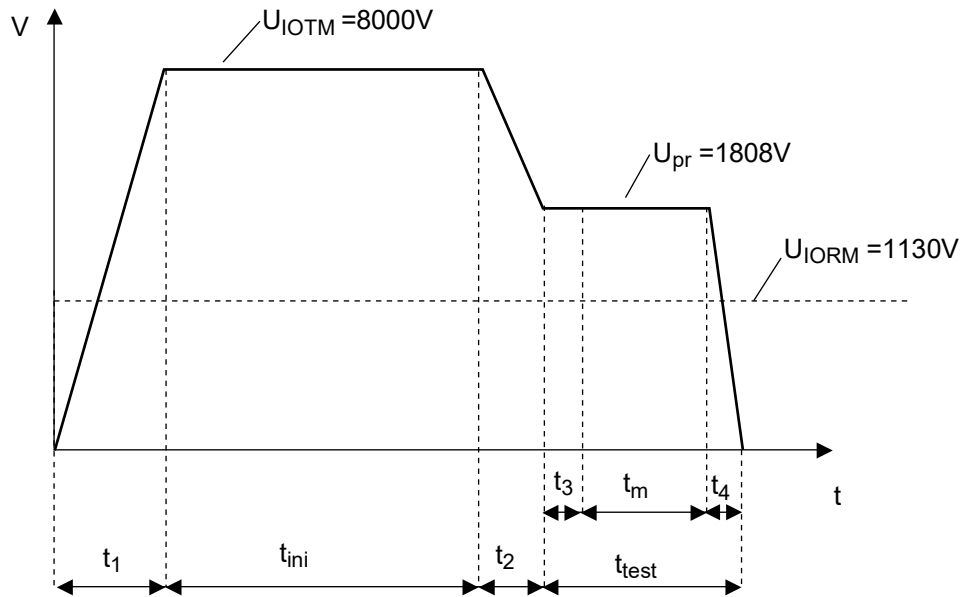 V
U_IOTM =8000V
U_pr =1808V
U_IORM =1130V
t_3 t_m t_4
t
t_1 t_ini t_2 t_test